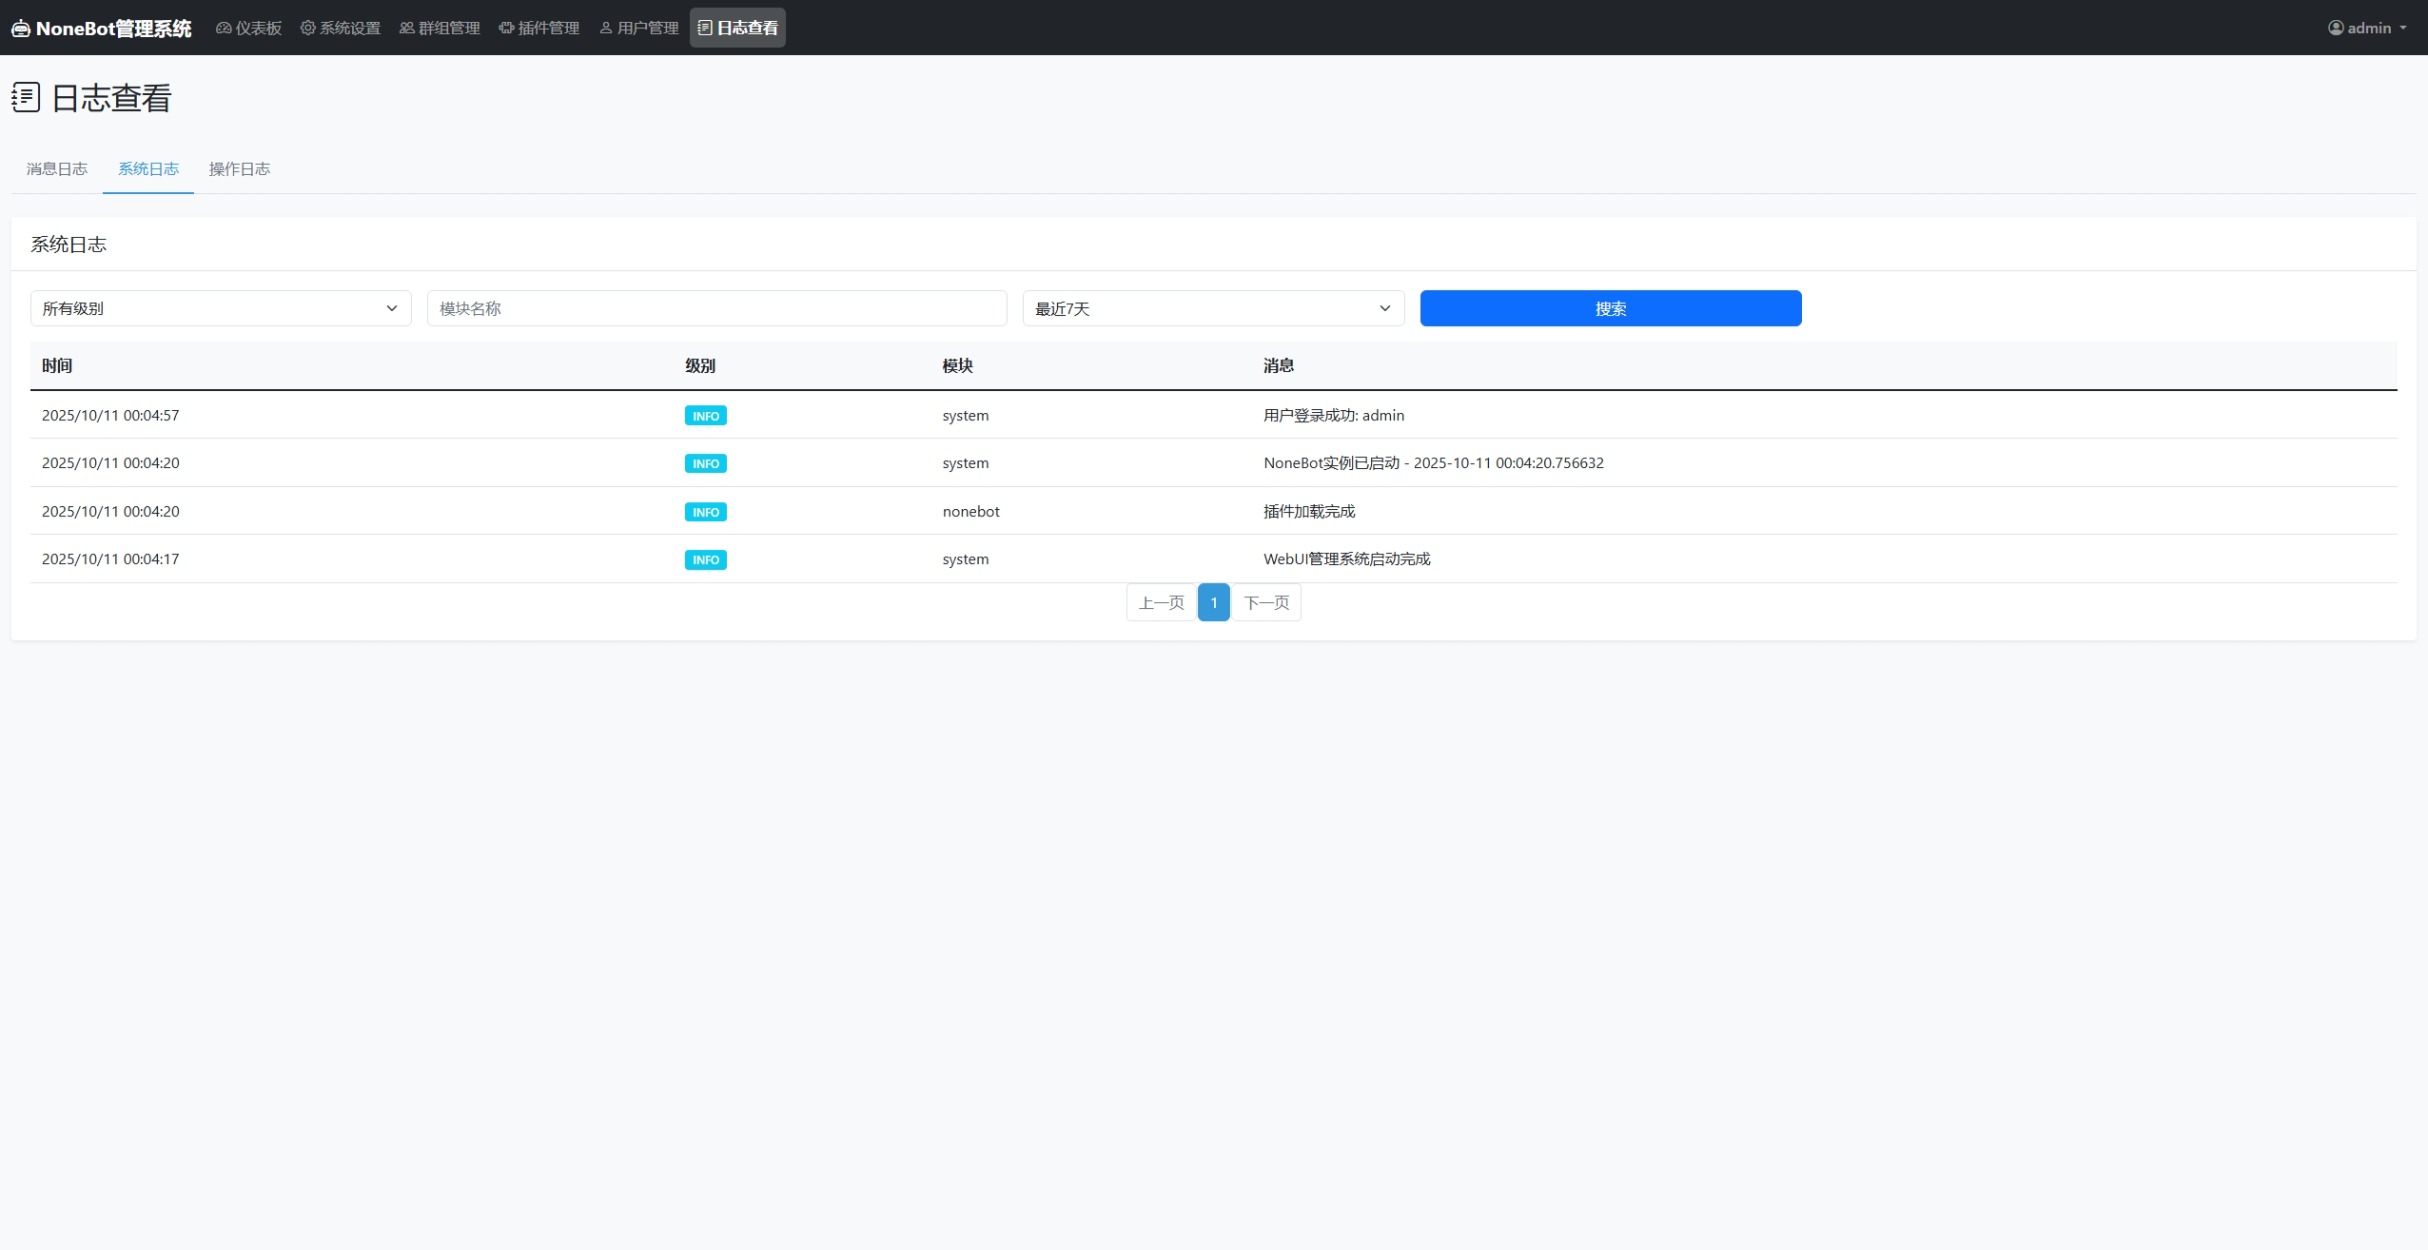 NoneBot管理系统 仪表板 系统设置 群组管理 插件管理 用户管理 日志查看 admin
日志查看
消息日志 系统日志 操作日志
系统日志
所有级别 模块名称 最近7天 搜索
时间 级别 模块 消息
2025/10/11 00:04:57 INFO system 用户登录成功: admin
2025/10/11 00:04:20 INFO system NoneBot实例已启动 - 2025-10-11 00:04:20.756632
2025/10/11 00:04:20 INFO nonebot 插件加载完成
2025/10/11 00:04:17 INFO system WebUI管理系统启动完成
上一页 1 下一页